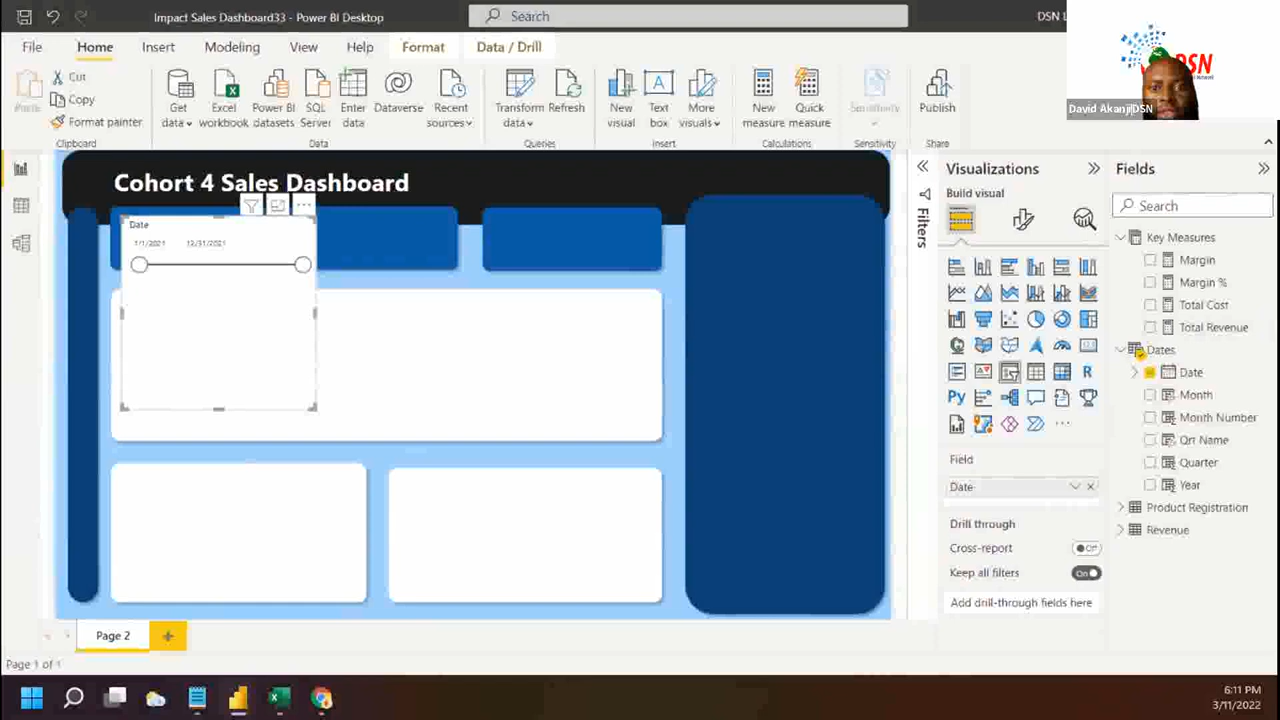 Impact Sales Dashboard33 - Power BI Desktop
Search
DSN L
File
Home
Insert
Modeling
View
Help
Format
Data / Drill
DSN
David Akanji|DSN
Paste
Cut
Copy
Format painter
Get data
Excel workbook
Power BI datasets
SQL Server
Enter data
Dataverse
Recent sources
Transform data
Refresh
New visual
Text box
More visuals
New measure
Quick measure
Sensitivity
Publish
Clipboard
Data
Queries
Insert
Calculations
Sensitivity
Share
Cohort 4 Sales Dashboard
Date
1/1/2021
12/31/2021
Filters
Visualizations
Build visual
R
Py
123
Field
Date
Drill through
Cross-report
Off
Keep all filters
On
Add drill-through fields here
Fields
Search
Key Measures
Margin
Margin %
Total Cost
Total Revenue
Dates
Date
Month
Month Number
Qrt Name
Quarter
Year
Product Registration
Revenue
Page 2
Page 1 of 1
6:11 PM
3/11/2022